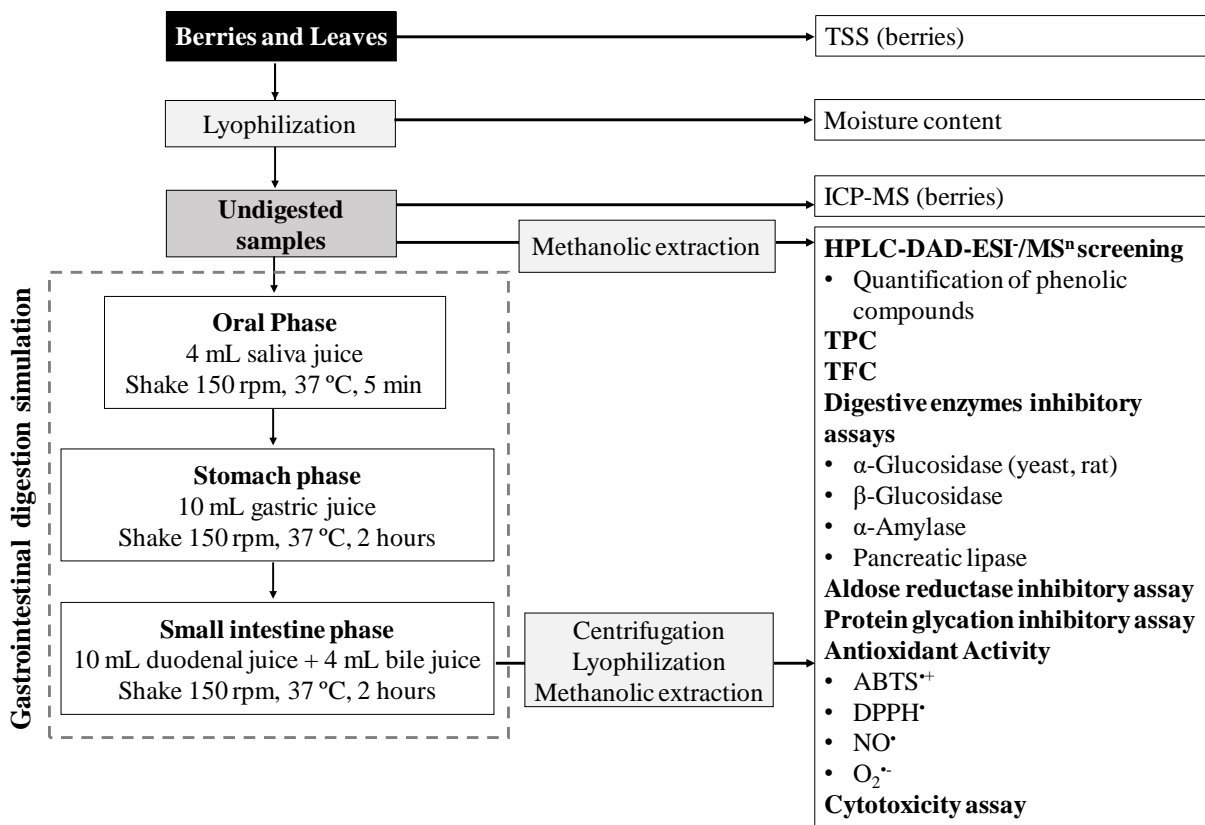 Berries and Leaves
TSS (berries)
Lyophilization
Moisture content
Undigested
samples
ICP-MS (berries)
Methanolic extraction
Gastrointestinal digestion simulation
Oral Phase
4 mL saliva juice
Shake 150 rpm, 37 ºC, 5 min
Stomach phase
10 mL gastric juice
Shake 150 rpm, 37 ºC, 2 hours
Small intestine phase
10 mL duodenal juice + 4 mL bile juice
Shake 150 rpm, 37 ºC, 2 hours
Centrifugation
Lyophilization
Methanolic extraction
HPLC-DAD-ESI⁻/MSⁿ screening
• Quantification of phenolic
compounds
TPC
TFC
Digestive enzymes inhibitory
assays
• α-Glucosidase (yeast, rat)
• β-Glucosidase
• α-Amylase
• Pancreatic lipase
Aldose reductase inhibitory assay
Protein glycation inhibitory assay
Antioxidant Activity
• ABTS•⁺
• DPPH•
• NO•
• O₂•⁻
Cytotoxicity assay